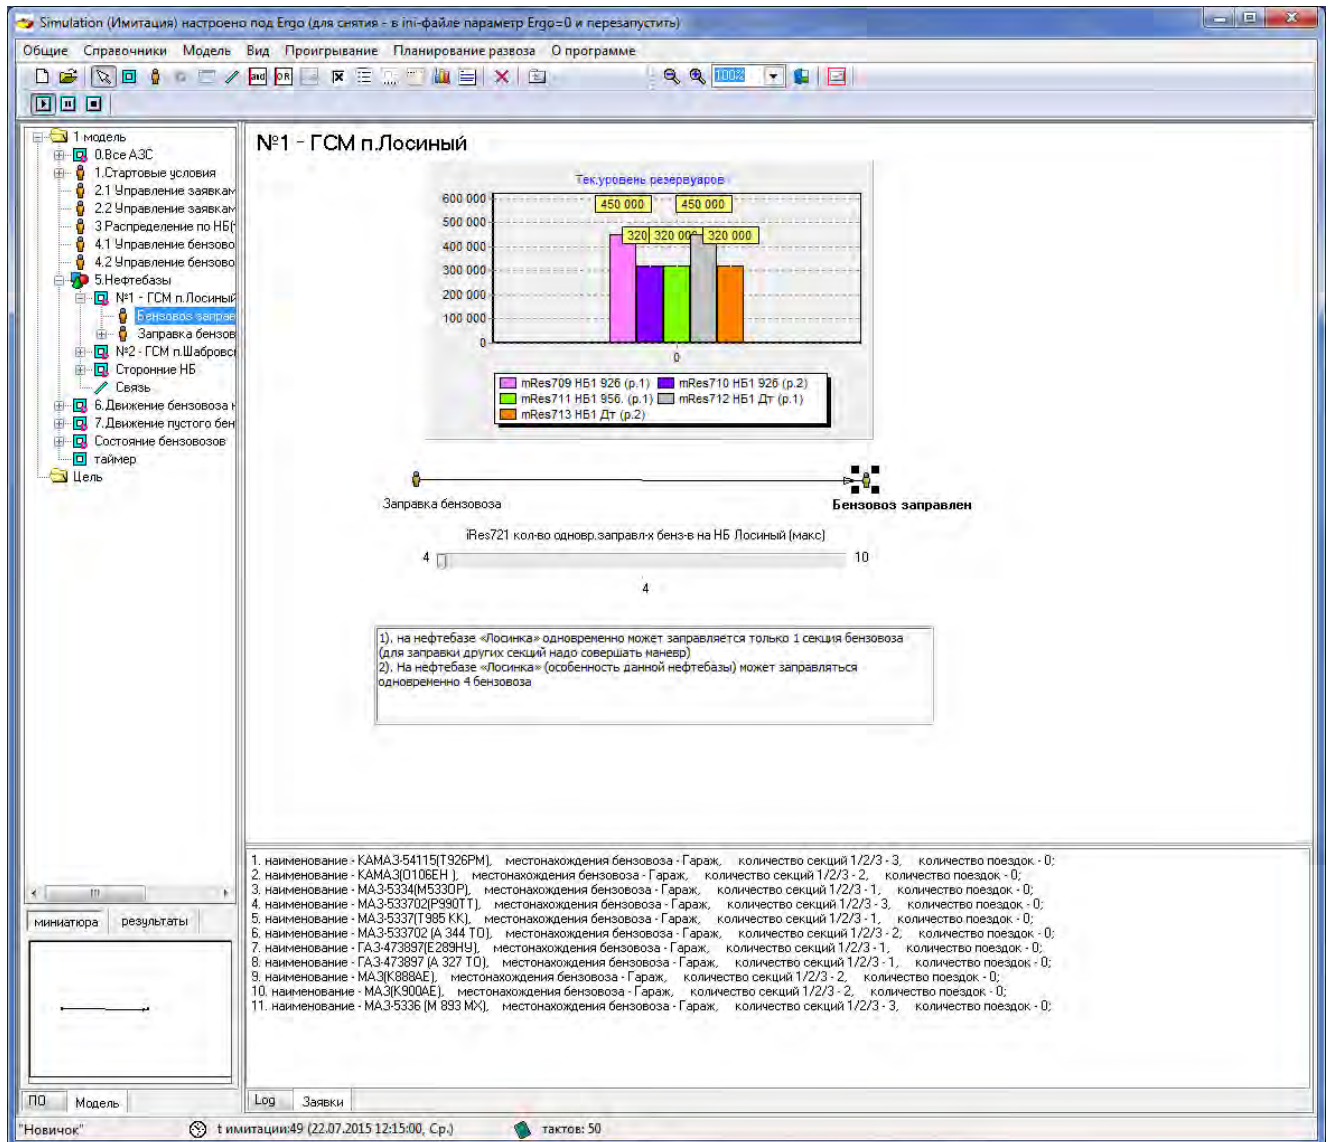 Simulation (Имитация) настроено под Ergo (для снятия - в ini-файле параметр Ergo=0 и перезапустить)
Общие Справочники Модель Вид Проигрывание Планирование развоза О программе
and OR 100%
1 модель
0.Все АЗС
1.Стартовые условия
2.1 Управление заявкам
2.2 Управление заявкам
3 Распределение по НБ(
4.1 Управление бензово
4.2 Управление бензово
5.Нефтебазы
№1 - ГСМ п.Лосиный
Бензовоз заправ
Заправка бензов
№2 - ГСМ п.Шабровс
Сторонние НБ
Связь
6.Движение бензовоза н
7.Движение пустого бен
Состояние бензовозов
таймер
Цель
миниатюра результаты
ПО Модель
№1 - ГСМ п.Лосиный
Тек.уровень резервуаров
600 000
500 000
400 000
300 000
200 000
100 000
0
450 000 450 000
320 320 000 320 000
0
mRes709 НБ1 92б (р.1) mRes710 НБ1 92б (р.2)
mRes711 НБ1 95б. (р.1) mRes712 НБ1 Дт (р.1)
mRes713 НБ1 Дт (р.2)
Заправка бензовоза Бензовоз заправлен
iRes721 кол-во одновр.заправл-х бенз-в на НБ Лосиный (макс)
4 10
4
1). на нефтебазе «Лосинка» одновременно может заправляется только 1 секция бензовоза
(для заправки других секций надо совершать маневр)
2). На нефтебазе «Лосинка» (особенность данной нефтебазы) может заправляться
одновременно 4 бензовоза
1. наименование - КАМАЗ-54115(Т926РМ), местонахождения бензовоза - Гараж, количество секций 1/2/3 - 3, количество поездок - 0;
2. наименование - КАМАЗ(О106ЕН ), местонахождения бензовоза - Гараж, количество секций 1/2/3 - 2, количество поездок - 0;
3. наименование - МАЗ-5334(М533ОР), местонахождения бензовоза - Гараж, количество секций 1/2/3 - 1, количество поездок - 0;
4. наименование - МАЗ-533702(Р990ТТ), местонахождения бензовоза - Гараж, количество секций 1/2/3 - 3, количество поездок - 0;
5. наименование - МАЗ-5337(Т985 КК), местонахождения бензовоза - Гараж, количество секций 1/2/3 - 1, количество поездок - 0;
6. наименование - МАЗ-533702 (А 344 ТО), местонахождения бензовоза - Гараж, количество секций 1/2/3 - 2, количество поездок - 0;
7. наименование - ГАЗ-473897(Е289НУ), местонахождения бензовоза - Гараж, количество секций 1/2/3 - 1, количество поездок - 0;
8. наименование - ГАЗ-473897 (А 327 ТО), местонахождения бензовоза - Гараж, количество секций 1/2/3 - 1, количество поездок - 0;
9. наименование - МАЗ(К888АЕ), местонахождения бензовоза - Гараж, количество секций 1/2/3 - 2, количество поездок - 0;
10. наименование - МАЗ(К900АЕ), местонахождения бензовоза - Гараж, количество секций 1/2/3 - 2, количество поездок - 0;
11. наименование - МАЗ-5336 (М 893 МХ), местонахождения бензовоза - Гараж, количество секций 1/2/3 - 3, количество поездок - 0;
Log Заявки
"Новичок" t имитации:49 (22.07.2015 12:15:00, Ср.) тактов: 50